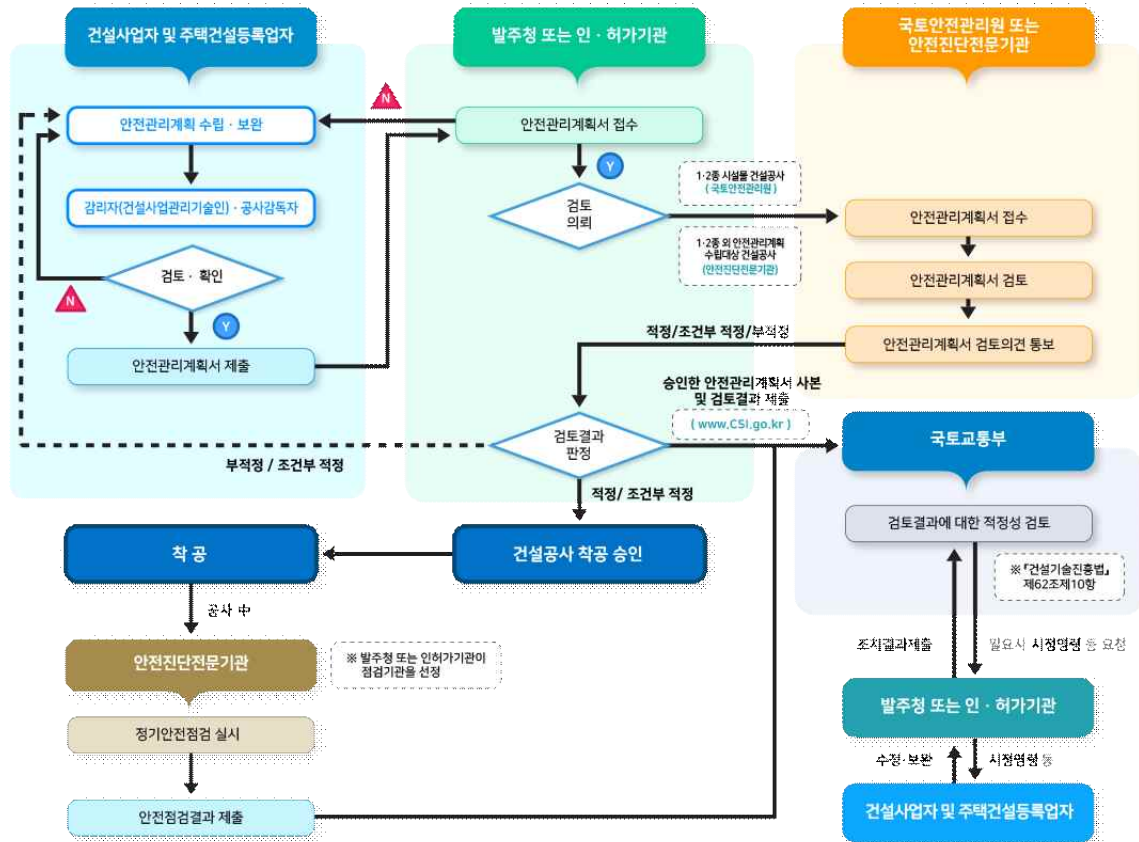 건설사업자 및 주택건설등록업자
안전관리계획 수립 · 보완
감리자(건설사업관리기술인) · 공사감독자
검토 · 확인
N
Y
안전관리계획서 제출
발주청 또는 인 · 허가기관
N
안전관리계획서 접수
Y
검토
의뢰
1·2종 시설물 건설공사
( 국토안전관리원 )
1·2종 외 안전관리계획
수립대상 건설공사
(안전진단전문기관)
국토안전관리원 또는
안전진단전문기관
안전관리계획서 접수
안전관리계획서 검토
안전관리계획서 검토의견 통보
적정/조건부 적정/부적정
검토결과
판정
부적정 / 조건부 적정
적정/ 조건부 적정
승인한 안전관리계획서 사본
및 검토결과 제출
( www.CSI.go.kr )
국토교통부
검토결과에 대한 적정성 검토
※ 「건설기술진흥법」
제62조제10항
건설공사 착공 승인
착 공
공사 中
안전진단전문기관
※ 발주청 또는 인허가기관이
점검기관을 선정
정기안전점검 실시
안전점검결과 제출
조치결과제출
필요시 시정명령 등 요청
발주청 또는 인 · 허가기관
수정·보완
시정명령 등
건설사업자 및 주택건설등록업자